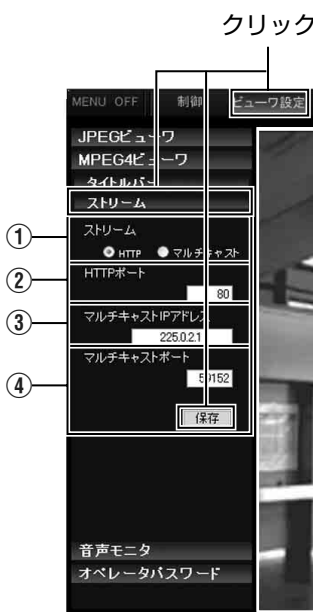 クリック
MENU OFF 制御 ビューワ設定
JPEGビューワ
MPEG4ビューワ
タイトルバー
ストリーム
① ストリーム
HTTP マルチキャスト
② HTTPポート
80
③ マルチキャストIPアドレス
225.0.2.1
④ マルチキャストポート
59152
保存
音声モニタ
オペレータパスワード